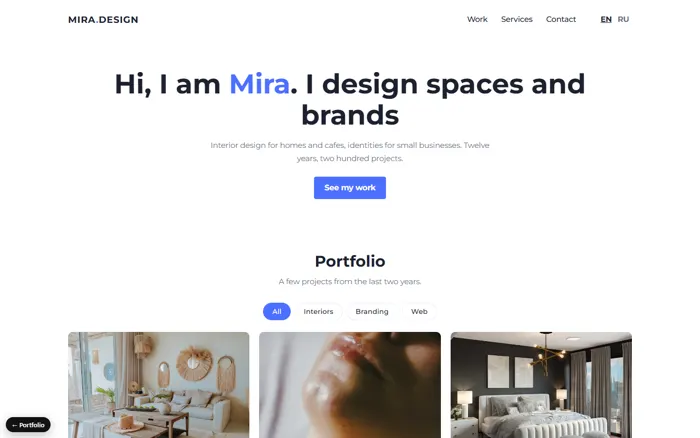 MIRA.DESIGN
Work Services Contact EN RU
Hi, I am Mira. I design spaces and
brands
Interior design for homes and cafes, identities for small businesses. Twelve
years, two hundred projects.
See my work
Portfolio
A few projects from the last two years.
All Interiors Branding Web
← Portfolio